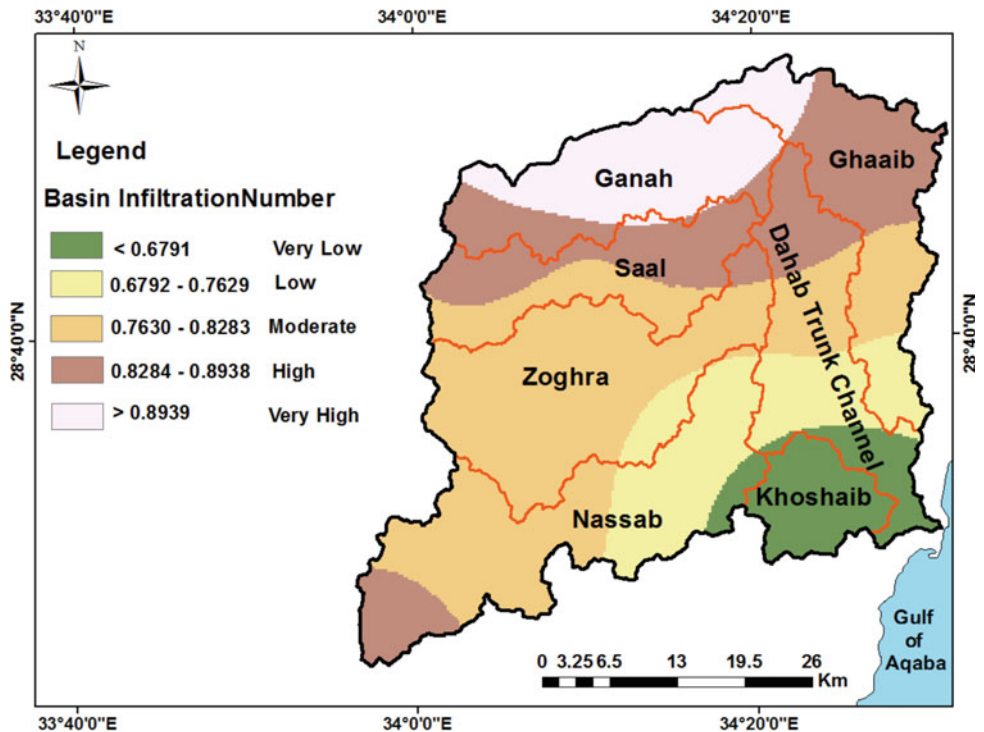 33°40'0"E
34°0'0"E
34°20'0"E
N
Legend
Basin InfiltrationNumber
< 0.6791 Very Low
0.6792 - 0.7629 Low
0.7630 - 0.8283 Moderate
0.8284 - 0.8938 High
> 0.8939 Very High
Ghaaib
Ganah
Saal
Dahab Trunk Channel
Zoghra
Khoshaib
Nassab
28°40'0"N
28°40'0"N
Gulf
of
Aqaba
0 3.25 6.5 13 19.5 26
Km
33°40'0"E
34°0'0"E
34°20'0"E